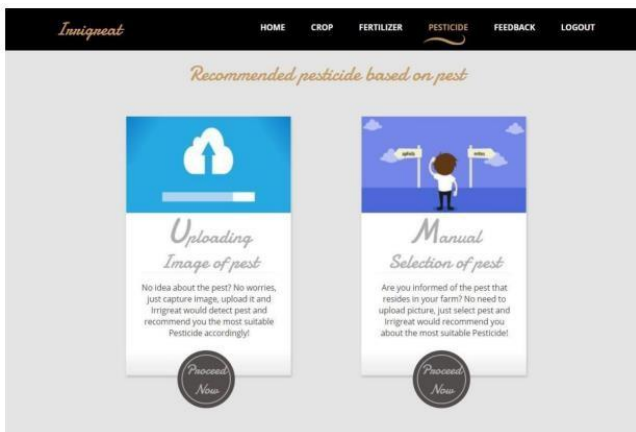 Irrigreat
HOME CROP FERTILIZER PESTICIDE FEEDBACK LOGOUT
Recommended pesticide based on pest
Uploading
Image of pest
No idea about the pest? No worries,
just capture image, upload it and
Irrigreat would detect pest and
recommend you the most suitable
Pesticide accordingly!
Proceed
Now
aphids
mites
Manual
Selection of pest
Are you informed of the pest that
resides in your farm? No need to
upload picture, just select pest and
Irrigreat would recommend you
about the most suitable Pesticide!
Proceed
Now